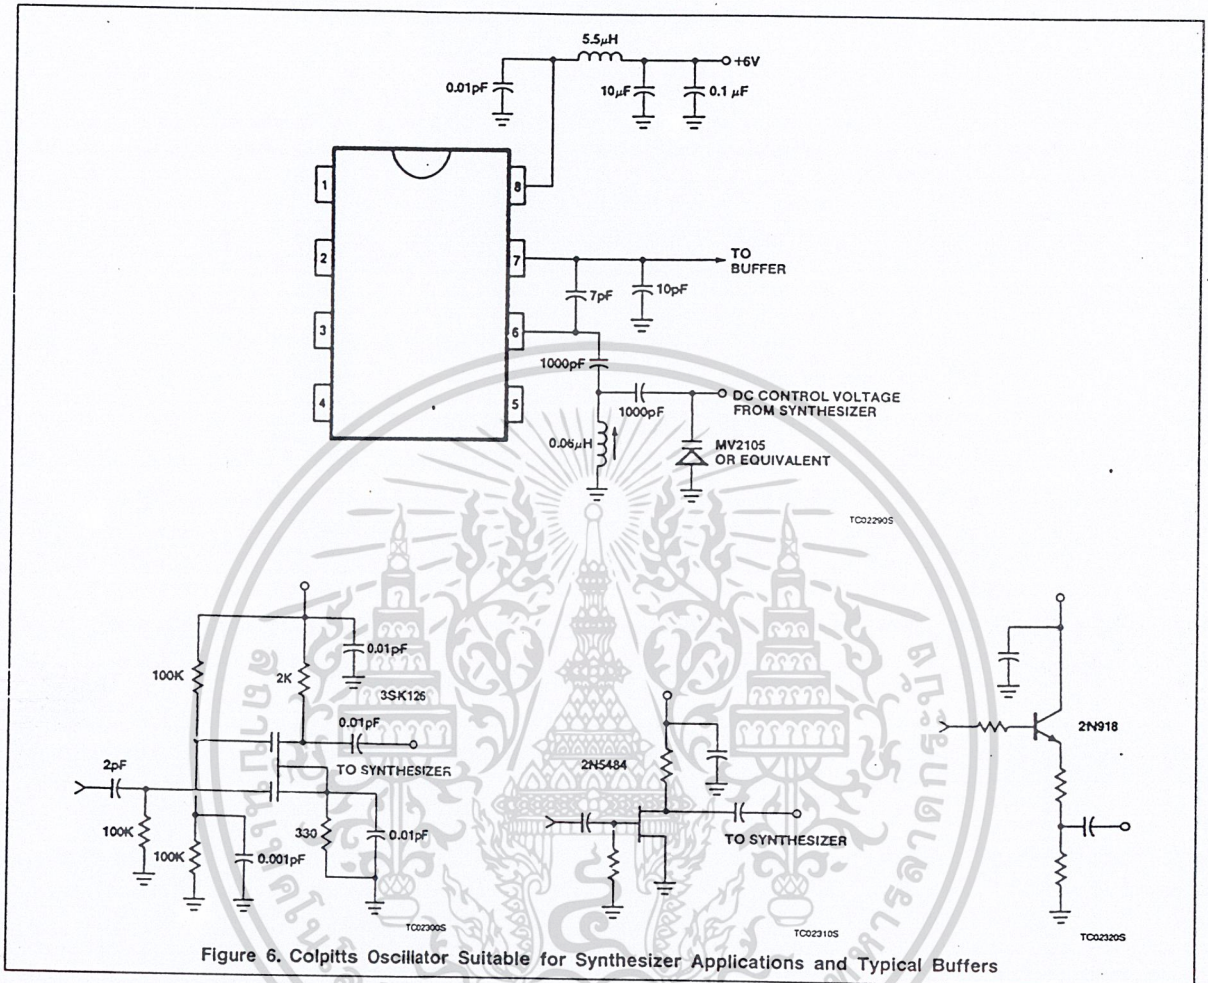 5.5μH
+6V
0.01pF
10μF
0.1 μF
1
8
2
7
TO
BUFFER
7pF
10pF
3
6
1000pF
4
5
1000pF
DC CONTROL VOLTAGE
FROM SYNTHESIZER
0.06μH
MV2105
OR EQUIVALENT
TC02290S
0.01pF
100K
2K
3SK126
0.01pF
TO SYNTHESIZER
2pF
100K
330
0.01pF
100K
0.001pF
TC02300S
2N5484
TO SYNTHESIZER
TC02310S
2N918
TC02320S
Figure 6. Colpitts Oscillator Suitable for Synthesizer Applications and Typical Buffers